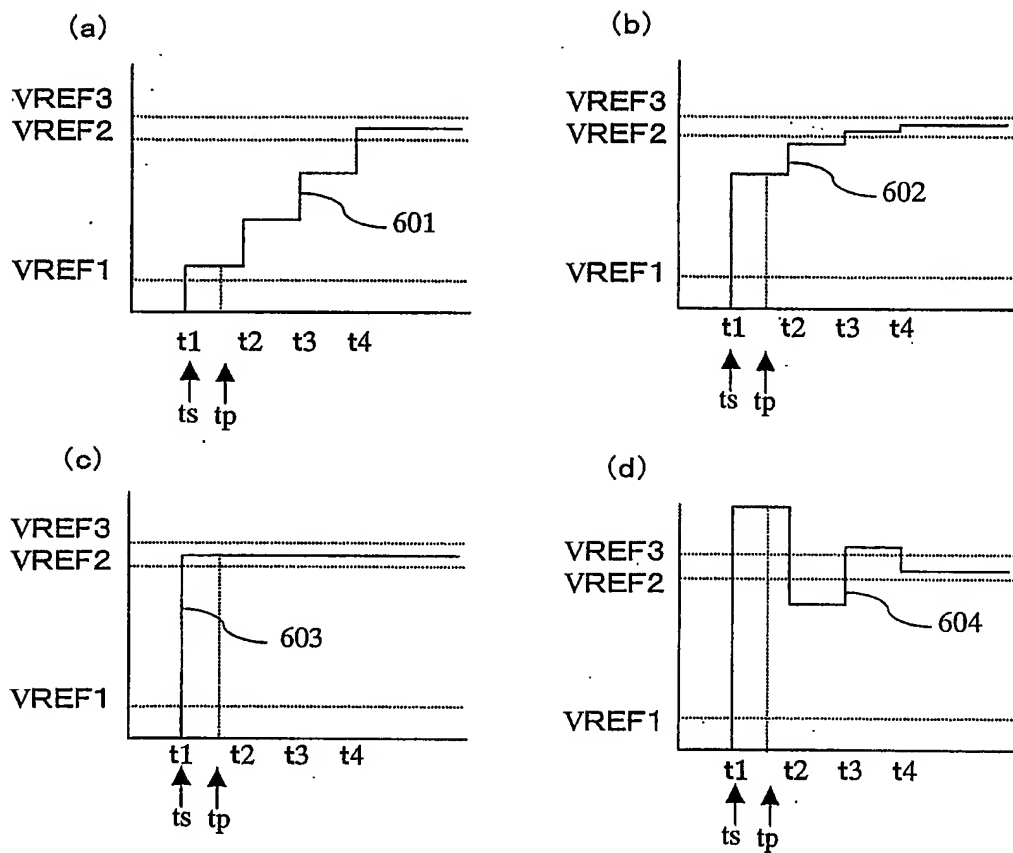 (a)
VREF3
VREF2
601
VREF1
t1 t2 t3 t4
ts tp
(b)
VREF3
VREF2
602
VREF1
t1 t2 t3 t4
ts tp
(c)
VREF3
VREF2
603
VREF1
t1 t2 t3 t4
ts tp
(d)
VREF3
VREF2
604
VREF1
t1 t2 t3 t4
ts tp